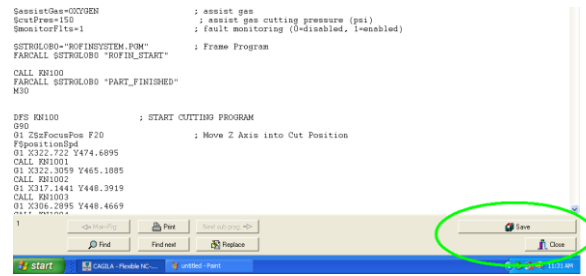 $assistGas=OXYGEN ; assist gas
$cutPres=150 ; assist gas cutting pressure (psi)
$monitorFlts=1 ; fault monitoring (0=disabled, 1=enabled)
$STRGLOB0="ROFINSYSTEM.PGM" ; Frame Program
FARCALL $STRGLOB0 "ROFIN_START"
CALL KN100
FARCALL $STRGLOB0 "PART_FINISHED"
M30
DFS KN100 ; START CUTTING PROGRAM
G90
G1 Z$zFocusPos F20 ; Move Z Axis into Cut Position
F$positionSpd
G1 X322.722 Y474.6895
CALL KN1001
G1 X322.3059 Y465.1885
CALL KN1002
G1 X317.1441 Y448.3919
CALL KN1003
G1 X306.2895 Y448.4669
1
<= Main Prg Print Next subprog => Save
Find Find next Replace Close
start CAGILA - Flexible NC-... untitled - Paint 11:31 AM